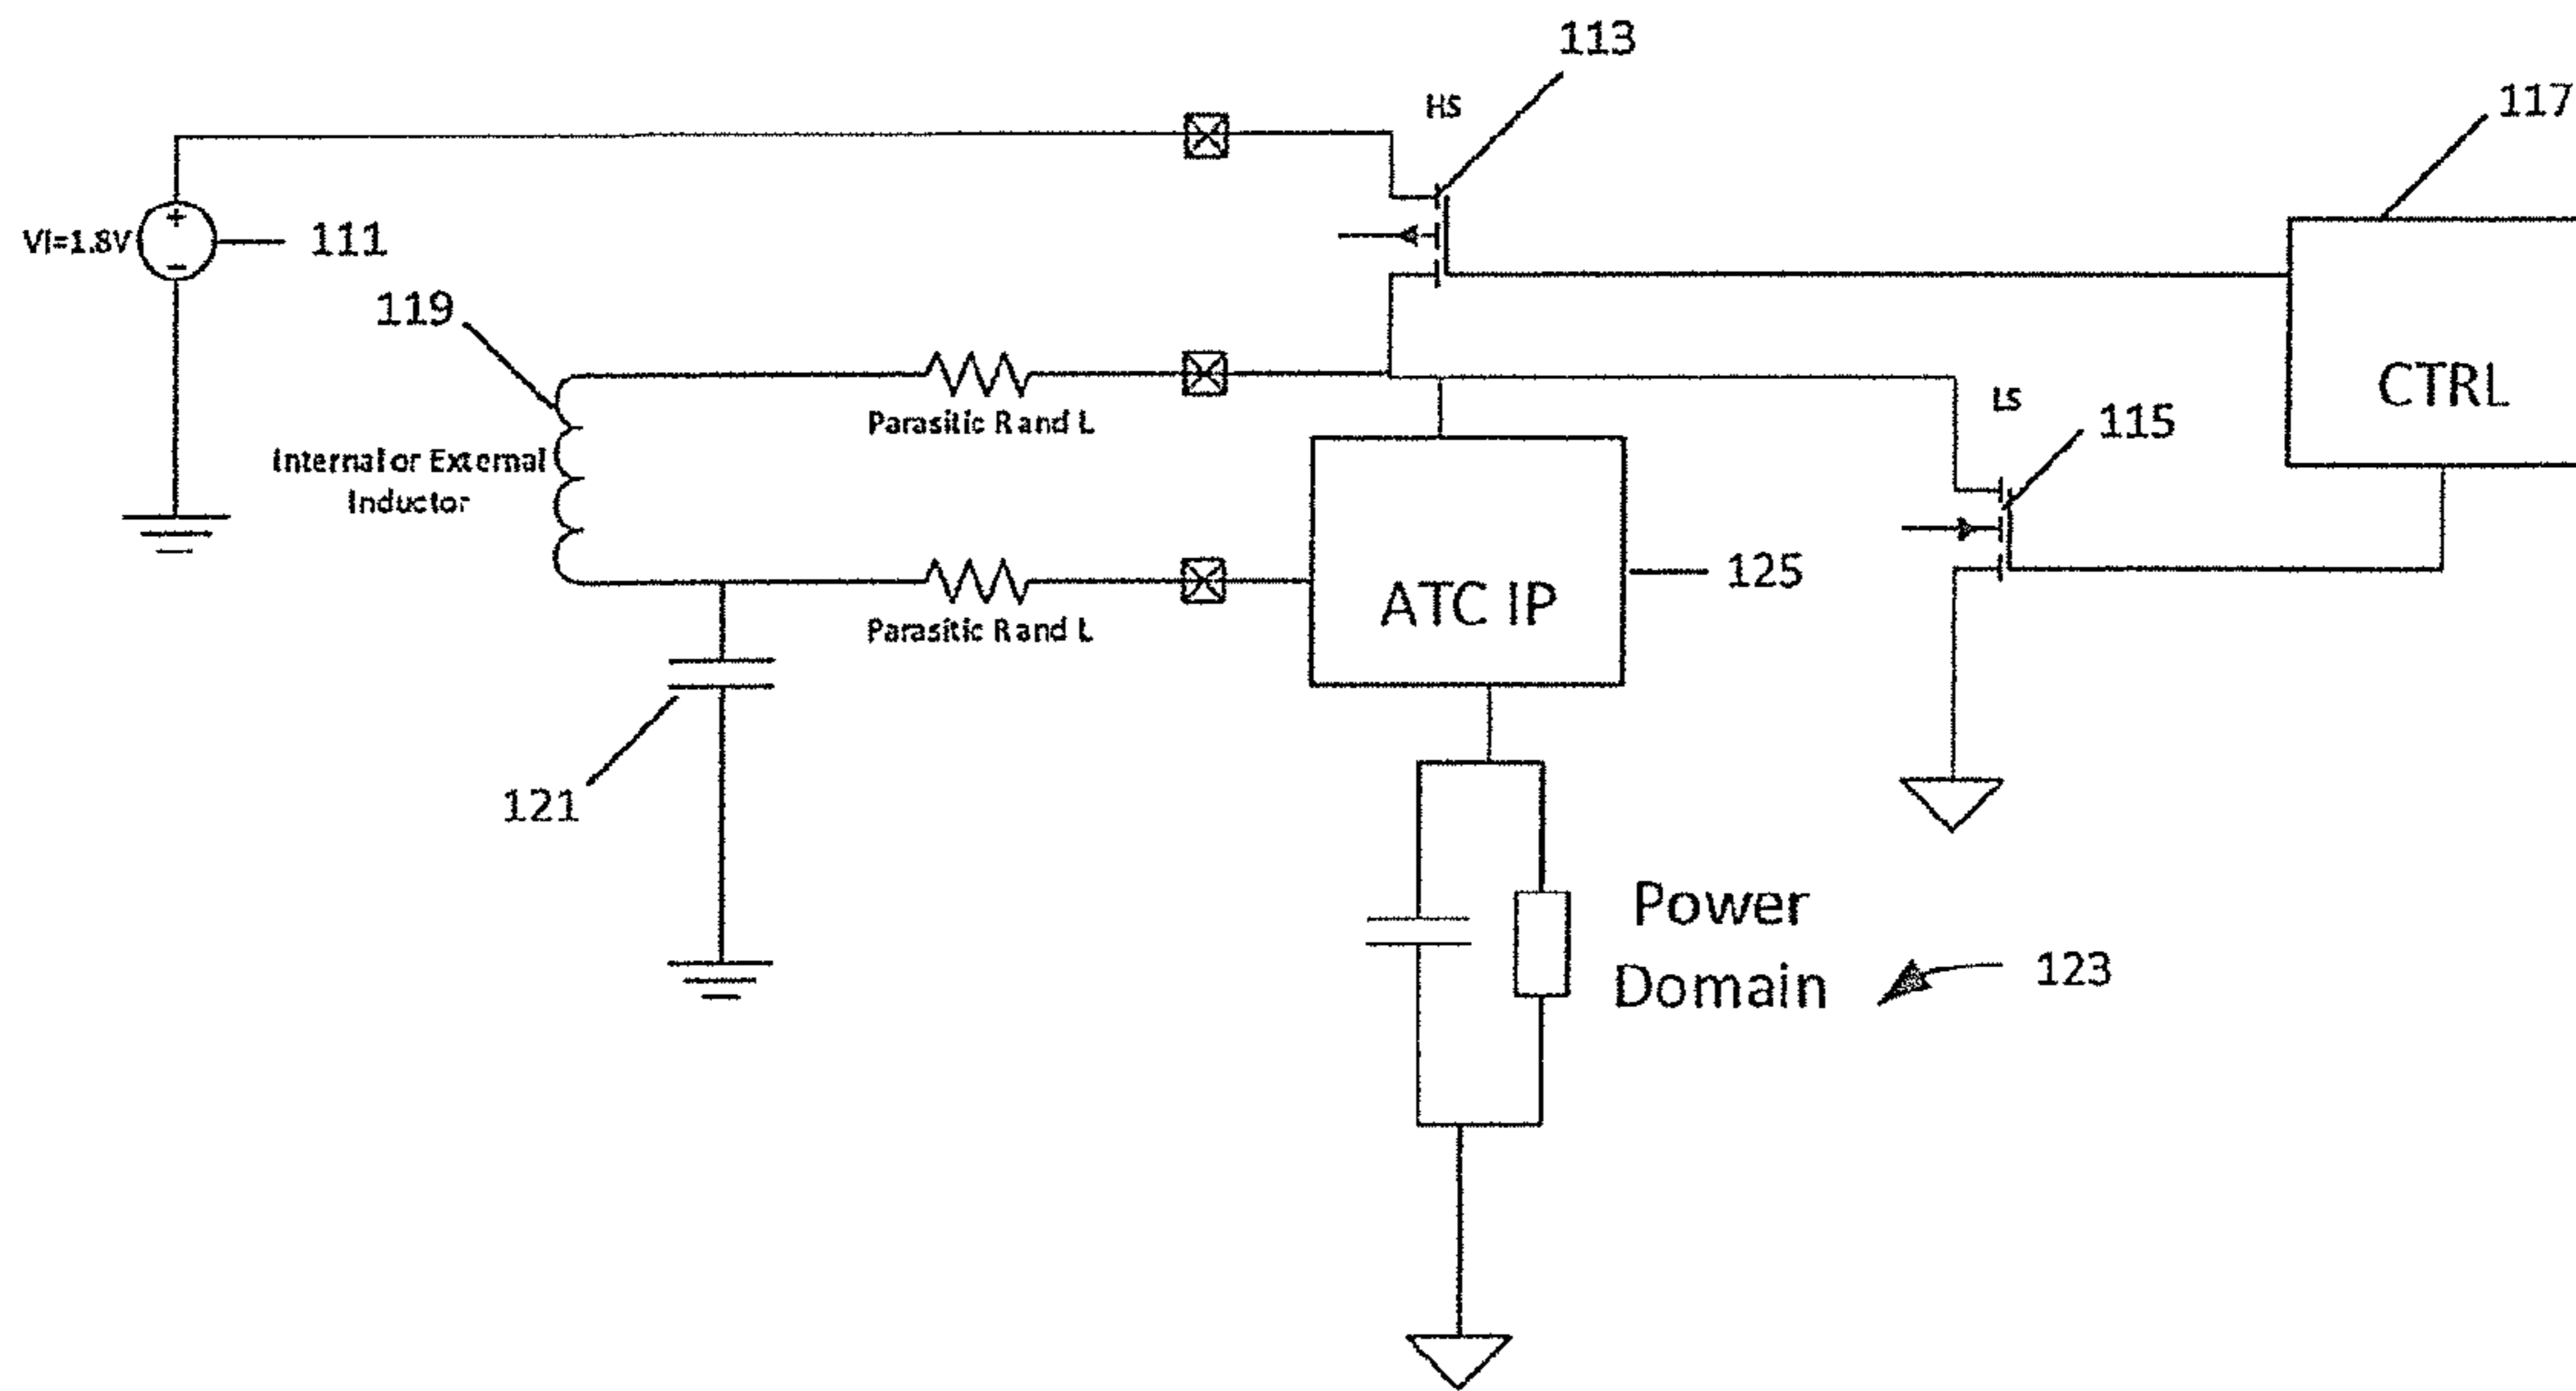 113
HS
117
VI=1.8V
111
119
CTRL
LS
115
Parasitic R and L
Internal or External
Inductor
125
ATC IP
Parasitic R and L
121
Power
Domain
123